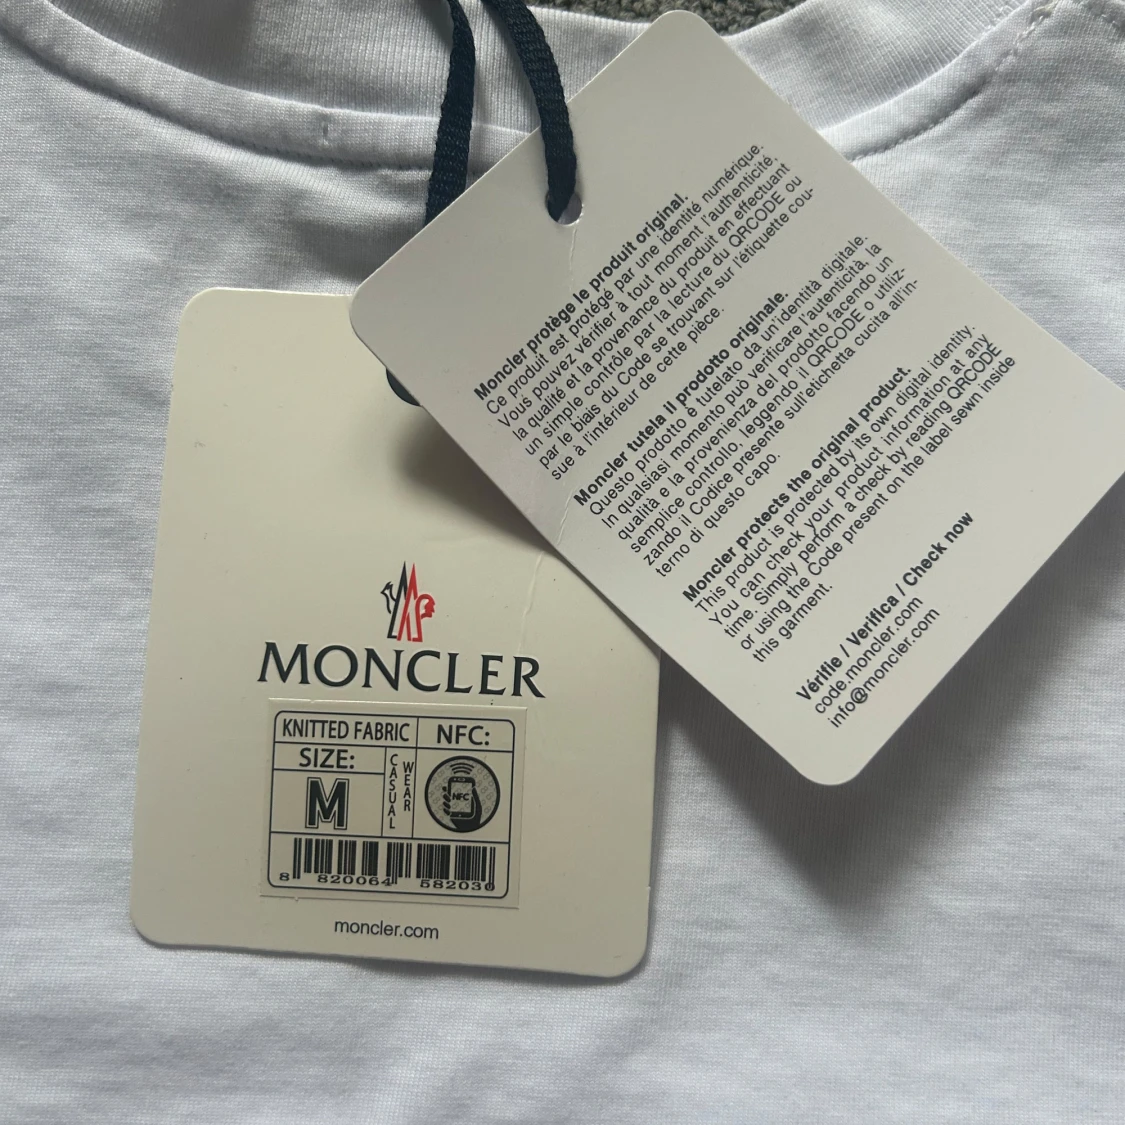 Moncler protège le produit original.
Ce produit est protégé par une identité numérique.
Vous pouvez vérifier à tout moment l'authenticité,
la qualité et la provenance du produit en effectuant
un simple contrôle par la lecture du QRCODE ou
par le biais du Code se trouvant sur l'étiquette cou-
sue à l'intérieur de cette pièce.
Moncler tutela Il prodotto originale.
Questo prodotto è tutelato da un'identità digitale.
In qualsiasi momento può verificare l'autenticità, la
qualità e la provenienza del prodotto facendo un
semplice controllo, leggendo il QRCODE o utiliz-
zando il Codice presente sull'etichetta cucita all'in-
terno di questo capo.
Moncler protects the original product.
This product is protected by its own digital identity.
You can check your product information at any
time. Simply perform a check by reading QRCODE
or using the Code present on the label sewn inside
this garment.
Vérifie / Verifica / Check now
code.moncler.com
info@moncler.com
MONCLER
KNITTED FABRIC NFC:
SIZE:
CASUAL
WEAR
M
NFC
8 820064 582030
moncler.com